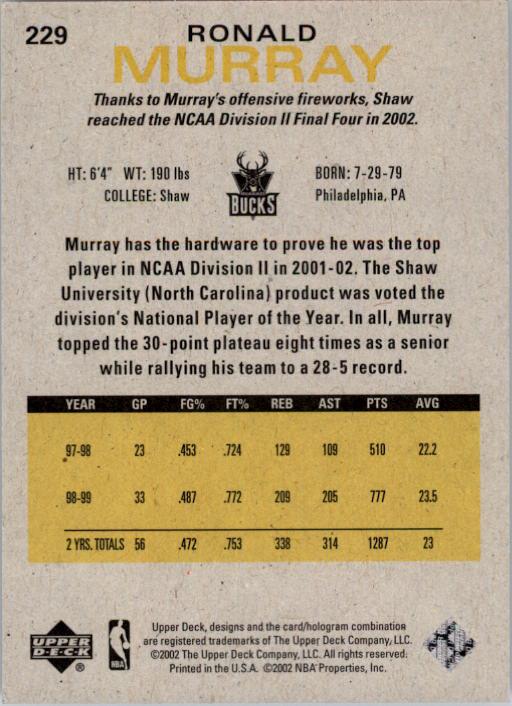 229
RONALD
MURRAY
Thanks to Murray's offensive fireworks, Shaw
reached the NCAA Division II Final Four in 2002.
HT: 6'4" WT: 190 lbs
COLLEGE: Shaw
BUCKS
BORN: 7-29-79
Philadelphia, PA
Murray has the hardware to prove he was the top
player in NCAA Division II in 2001-02. The Shaw
University (North Carolina) product was voted the
division's National Player of the Year. In all, Murray
topped the 30-point plateau eight times as a senior
while rallying his team to a 28-5 record.
YEAR GP FG% FT% REB AST PTS AVG
97-98 23 .453 .724 129 109 510 22.2
98-99 33 .487 .772 209 205 777 23.5
2 YRS. TOTALS 56 .472 .753 338 314 1287 23
UPPER
D·E·C·K
®
NBA
Upper Deck, designs and the card/hologram combination
are registered trademarks of The Upper Deck Company, LLC.
©2002 The Upper Deck Company, LLC. All rights reserved.
Printed in the U.S.A. ©2002 NBA Properties, Inc.